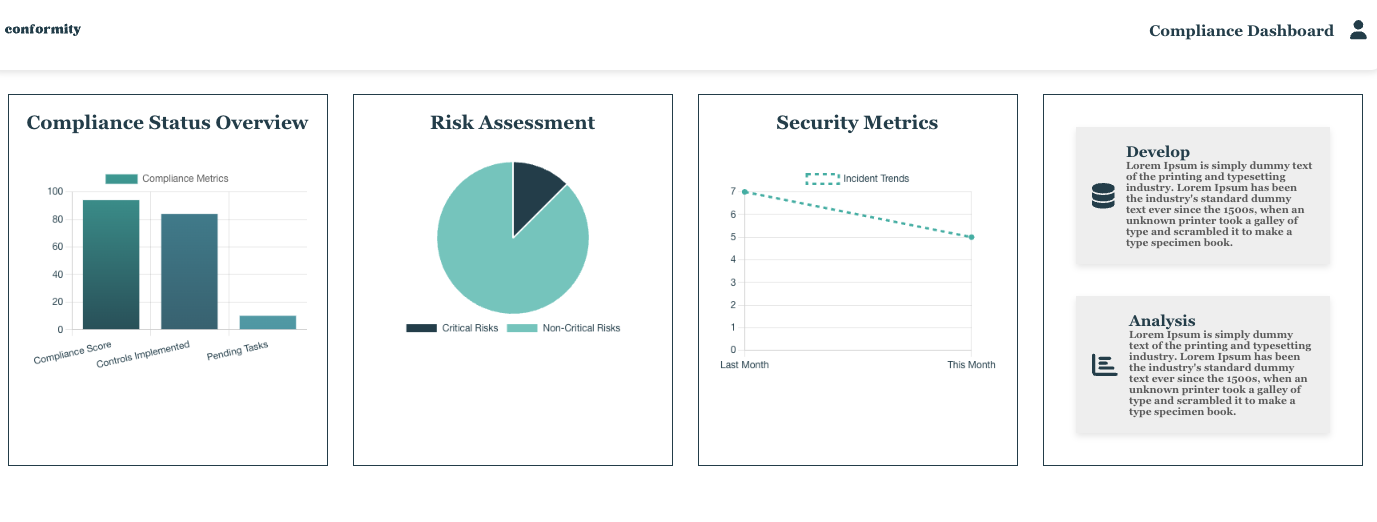 conformity
Compliance Dashboard
Compliance Status Overview
Compliance Metrics
100
80
60
40
20
0
Compliance Score
Controls Implemented
Pending Tasks
Risk Assessment
Critical Risks
Non-Critical Risks
Security Metrics
Incident Trends
7
6
5
4
3
2
1
0
Last Month
This Month
Develop
Lorem Ipsum is simply dummy text
of the printing and typesetting
industry. Lorem Ipsum has been
the industry's standard dummy
text ever since the 1500s, when an
unknown printer took a galley of
type and scrambled it to make a
type specimen book.
Analysis
Lorem Ipsum is simply dummy
text of the printing and typesetting
industry. Lorem Ipsum has been
the industry's standard dummy
text ever since the 1500s, when an
unknown printer took a galley of
type and scrambled it to make a
type specimen book.